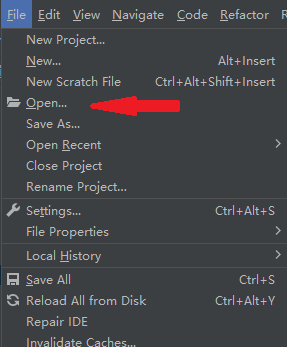 File Edit View Navigate Code Refactor
New Project...
New... Alt+Insert
New Scratch File Ctrl+Alt+Shift+Insert
Open...
Save As...
Open Recent
Close Project
Rename Project...
Settings... Ctrl+Alt+S
File Properties
Local History
Save All Ctrl+S
Reload All from Disk Ctrl+Alt+Y
Repair IDE
Invalidate Caches...